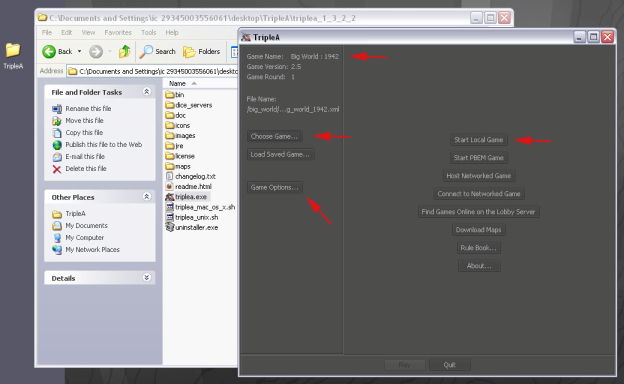 C:\Documents and Settings\ic 29345003556061\desktop\TripleA\triplea_1_3_2_2
File Edit View Favorites Tools Help
Back Search Folders
Address C:\Documents and Settings\ic 29345003556061\deskto
TripleA
File and Folder Tasks
Rename this file
Move this file
Copy this file
Publish this file to the Web
E-mail this file
Delete this file
Other Places
TripleA
My Documents
My Computer
My Network Places
Details
Name
bin
dice_servers
doc
icons
images
jre
license
maps
changelog.txt
readme.html
triplea.exe
triplea_mac_os_x.sh
triplea_unix.sh
uninstaller.exe
TripleA
Game Name: Big World : 1942
Game Version: 2.5
Game Round: 1
File Name:
/big_world/...g_world_1942.xml
Choose Game...
Load Saved Game...
Game Options...
Start Local Game
Start PBEM Game
Host Networked Game
Connect to Networked Game
Find Games Online on the Lobby Server
Download Maps
Rule Book...
About...
Play Quit